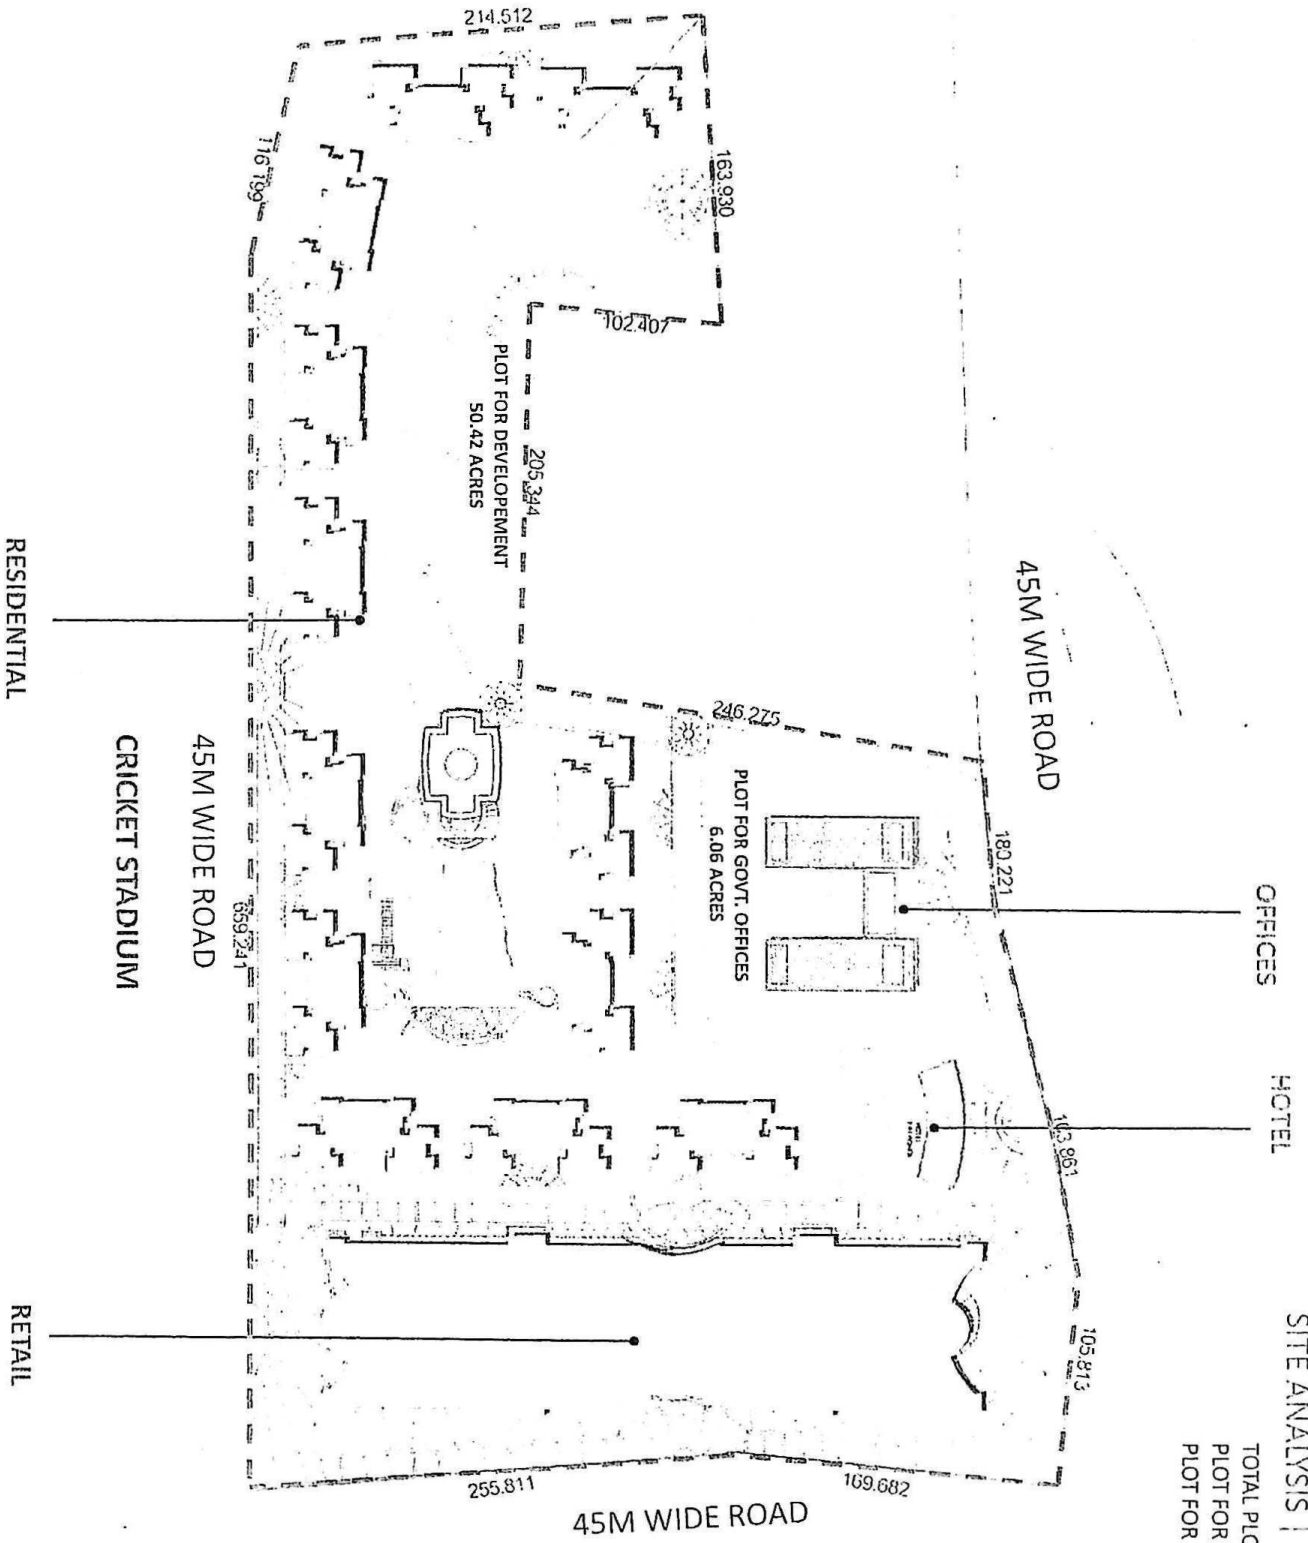 SITE ANALYSIS
TOTAL PLO
PLOT FOR
PLOT FOR
OFFICES
HOTEL
45M WIDE ROAD
180.221
103.861
105.813
246.275
PLOT FOR GOVT. OFFICES
6.06 ACRES
214.512
163.930
102.407
205.344
PLOT FOR DEVELOPEMENT
50.42 ACRES
116.199
659.241
45M WIDE ROAD
CRICKET STADIUM
RESIDENTIAL
RETAIL
255.811
169.682
45M WIDE ROAD